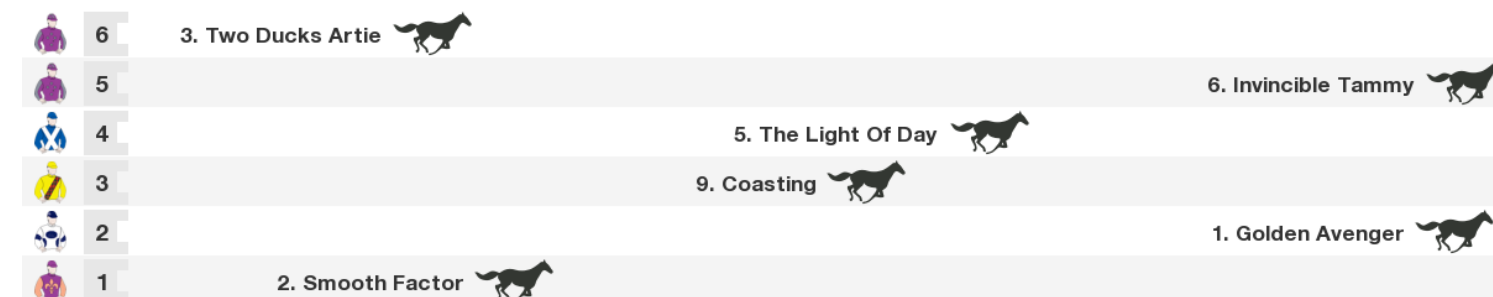 6 3. Two Ducks Artie
5 6. Invincible Tammy
4 5. The Light Of Day
3 9. Coasting
2 1. Golden Avenger
1 2. Smooth Factor